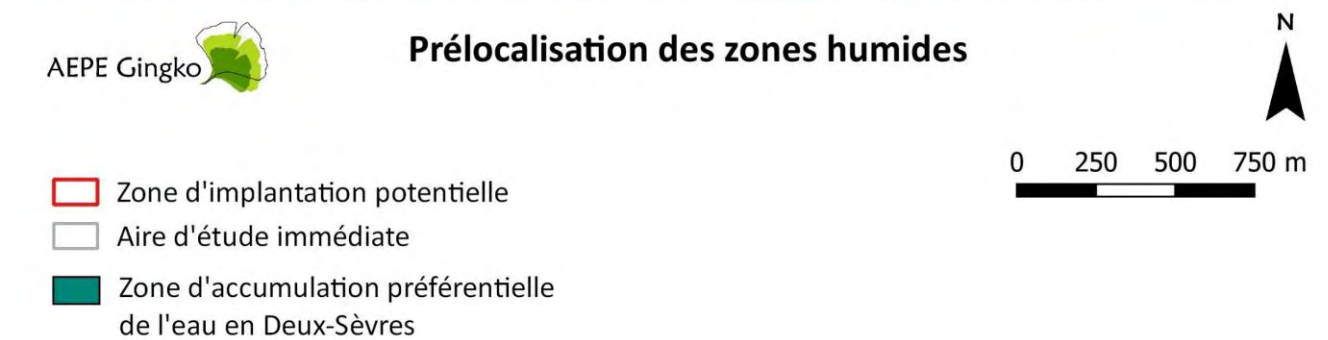 AEPE Gingko
Prélocalisation des zones humides
N
0 250 500 750 m
Zone d'implantation potentielle
Aire d'étude immédiate
Zone d'accumulation préférentielle
de l'eau en Deux-Sèvres